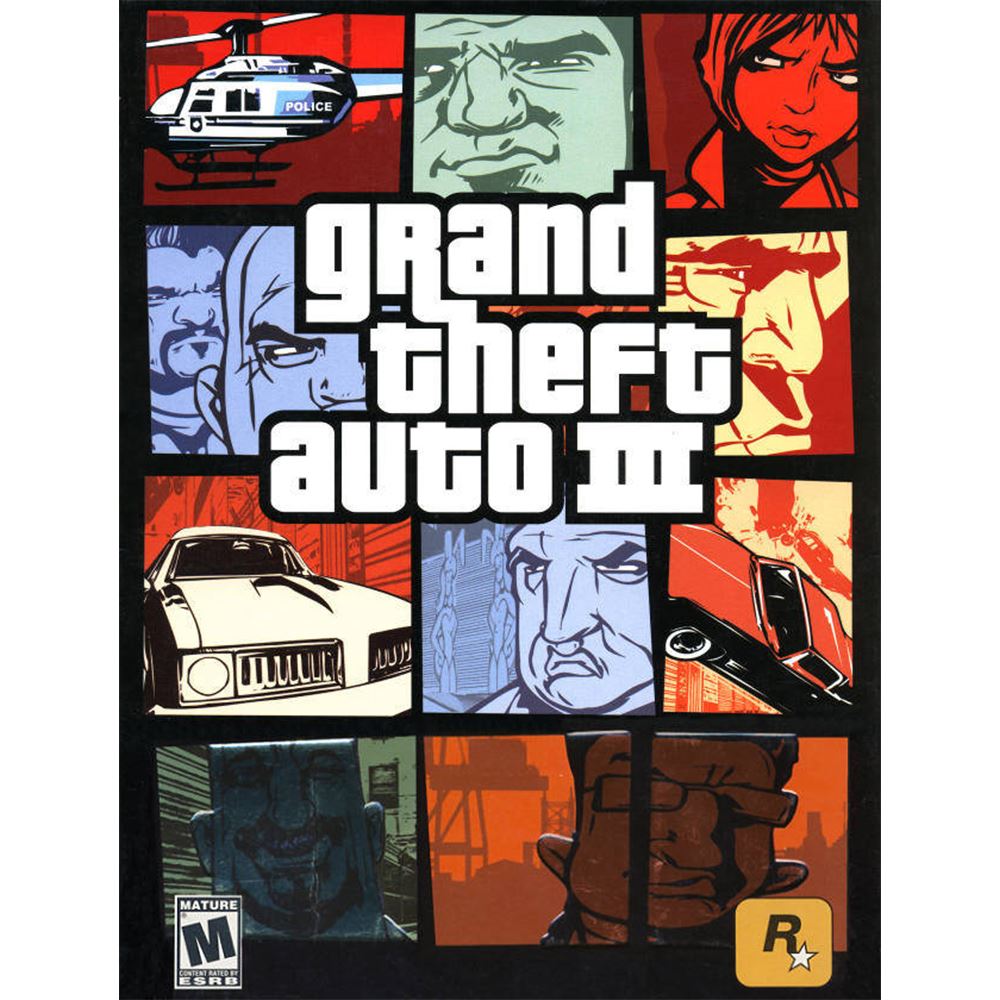 POLICE
grand
theft
auto III
MATURE
M
CONTENT RATED BY
ESRB
R